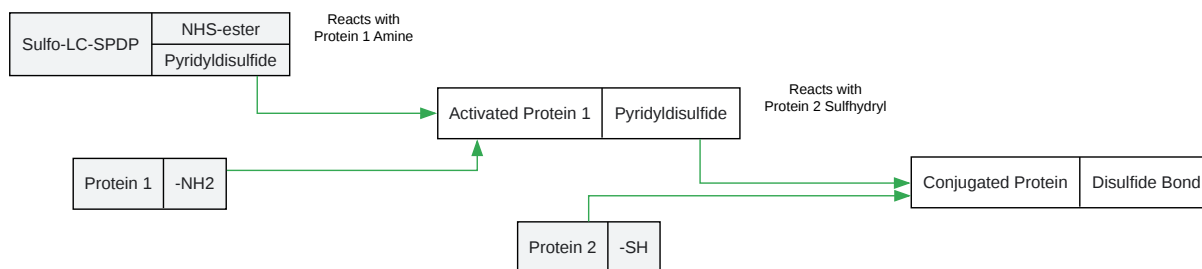 Sulfo-LC-SPDP
NHS-ester
Pyridyldisulfide
Reacts with
Protein 1 Amine
Activated Protein 1
Pyridyldisulfide
Reacts with
Protein 2 Sulfhydryl
Protein 1
-NH2
Conjugated Protein
Disulfide Bond
Protein 2
-SH